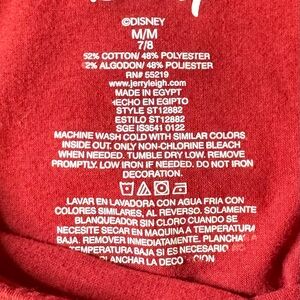 ©DISNEY
M/M
7/8
52% COTTON/ 48% POLYESTER
2% ALGODON/ 48% POLYESTER
RN# 55219
www.jerryleigh.com
MADE IN EGYPT
HECHO EN EGIPTO
STYLE ST12882
ESTILO ST12882
SGE IS3541 0122
MACHINE WASH COLD WITH SIMILAR COLORS
INSIDE OUT. ONLY NON-CHLORINE BLEACH
WHEN NEEDED. TUMBLE DRY LOW. REMOVE
PROMPTLY. LOW IRON IF NEEDED. DO NOT IRON
DECORATION.
LAVAR EN LAVADORA CON AGUA FRIA CON
COLORES SIMILARES, AL REVERSO. SOLAMENTE
BLANQUEADOR SIN CLORO CUANDO SE
NECESITE SECAR EN MAQUINA A TEMPERATURA
BAJA. REMOVER INMEDIATAMENTE. PLANCHA
TEMPERATURA BAJA SI ES
PLANCHAR LA DECO CION